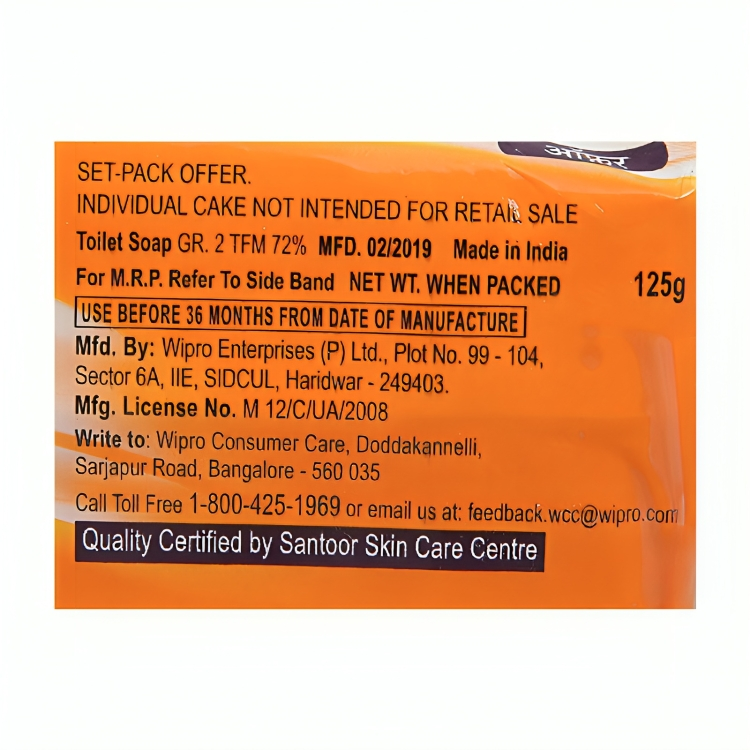 ऑफर
SET-PACK OFFER.
INDIVIDUAL CAKE NOT INTENDED FOR RETAIL SALE
Toilet Soap GR. 2 TFM 72% MFD. 02/2019 Made in India
For M.R.P. Refer To Side Band NET WT. WHEN PACKED 125g
USE BEFORE 36 MONTHS FROM DATE OF MANUFACTURE
Mfd. By: Wipro Enterprises (P) Ltd., Plot No. 99 - 104,
Sector 6A, IIE, SIDCUL, Haridwar - 249403.
Mfg. License No. M 12/C/UA/2008
Write to: Wipro Consumer Care, Doddakannelli,
Sarjapur Road, Bangalore - 560 035
Call Toll Free 1-800-425-1969 or email us at: feedback.wcc@wipro.com
Quality Certified by Santoor Skin Care Centre